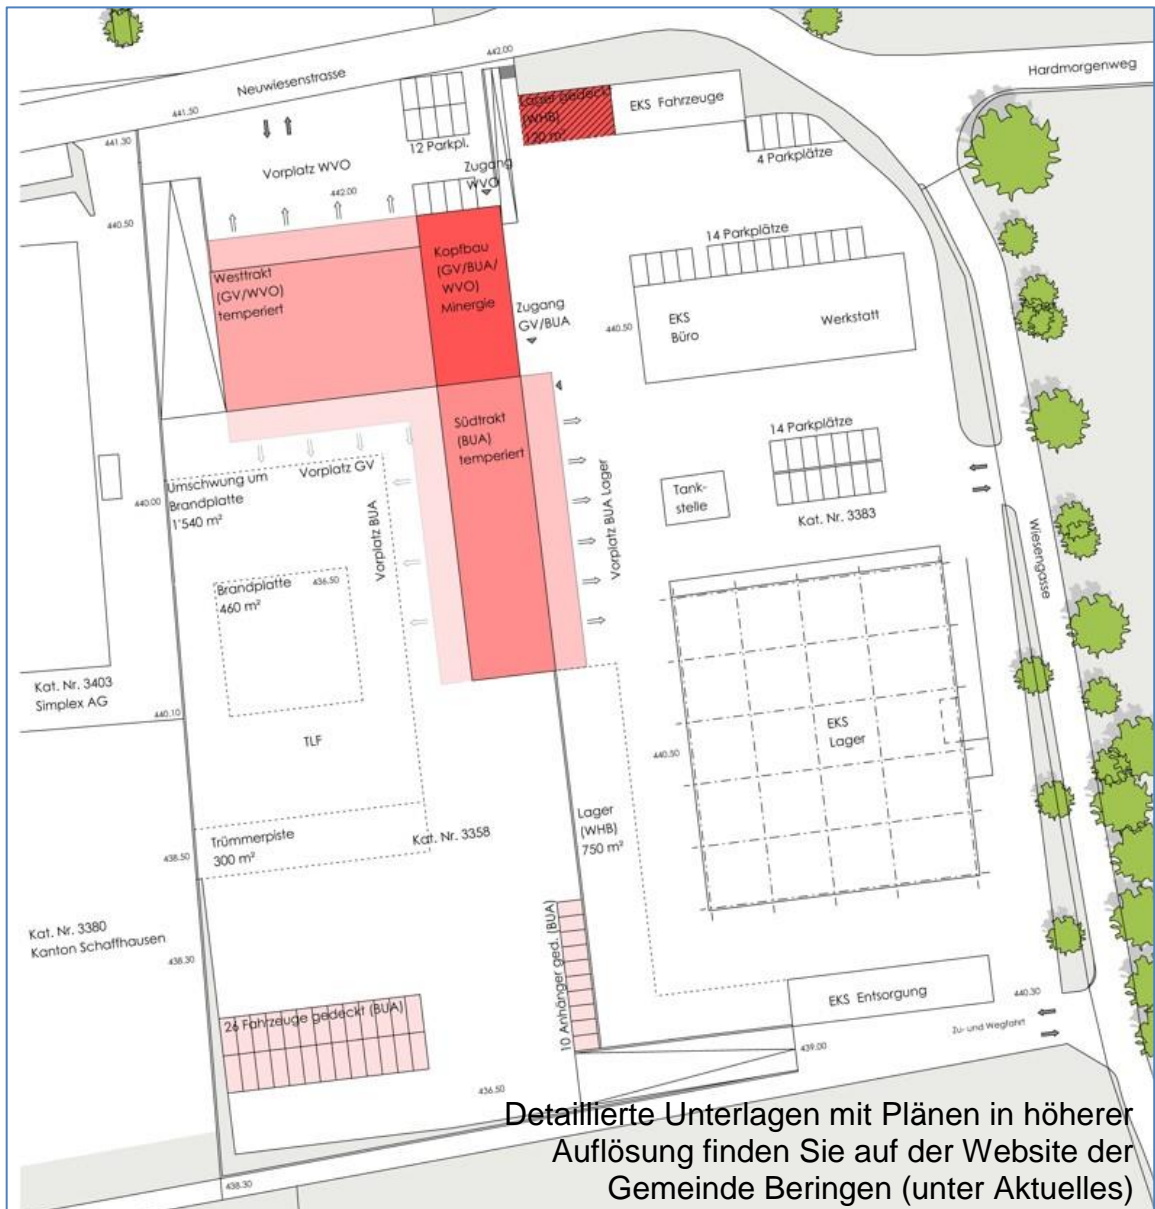 Neuwiesenstrasse
442.00
Hardmorgenweg
441.50
441.30
Lager gedeckt
(WHB)
120 m²
EKS Fahrzeuge
12 Parkpl.
Vorplatz WVO
442.00
Zugang
WVO
4 Parkplätze
440.50
14 Parkplätze
Westtrakt
(GV/WVO)
temperiert
Kopfbau
(GV/BUA/
WVO)
Minergie
Zugang
GV/BUA
440.50
EKS
Büro
Werkstatt
Südtrakt
(BUA)
temperiert
14 Parkplätze
Vorplatz GV
Umschwung um
Brandplatte
1'540 m²
440.00
Vorplatz BUA
Vorplatz BUA Lager
Tank-
stelle
Kat. Nr. 3383
Wiesengasse
Brandplatte
460 m²
436.50
Kat. Nr. 3403
Simplex AG
440.10
TLF
EKS
Lager
440.50
Trümmerpiste
300 m²
Kat. Nr. 3358
Lager
(WHB)
750 m²
438.50
Kat. Nr. 3380
Kanton Schaffhausen
438.30
10 Anhänger ged. (BUA)
26 Fahrzeuge gedeckt (BUA)
EKS Entsorgung
440.30
Zu- und Wegfahrt
439.00
436.50
438.30
Detaillierte Unterlagen mit Plänen in höherer
Auflösung finden Sie auf der Website der
Gemeinde Beringen (unter Aktuelles)